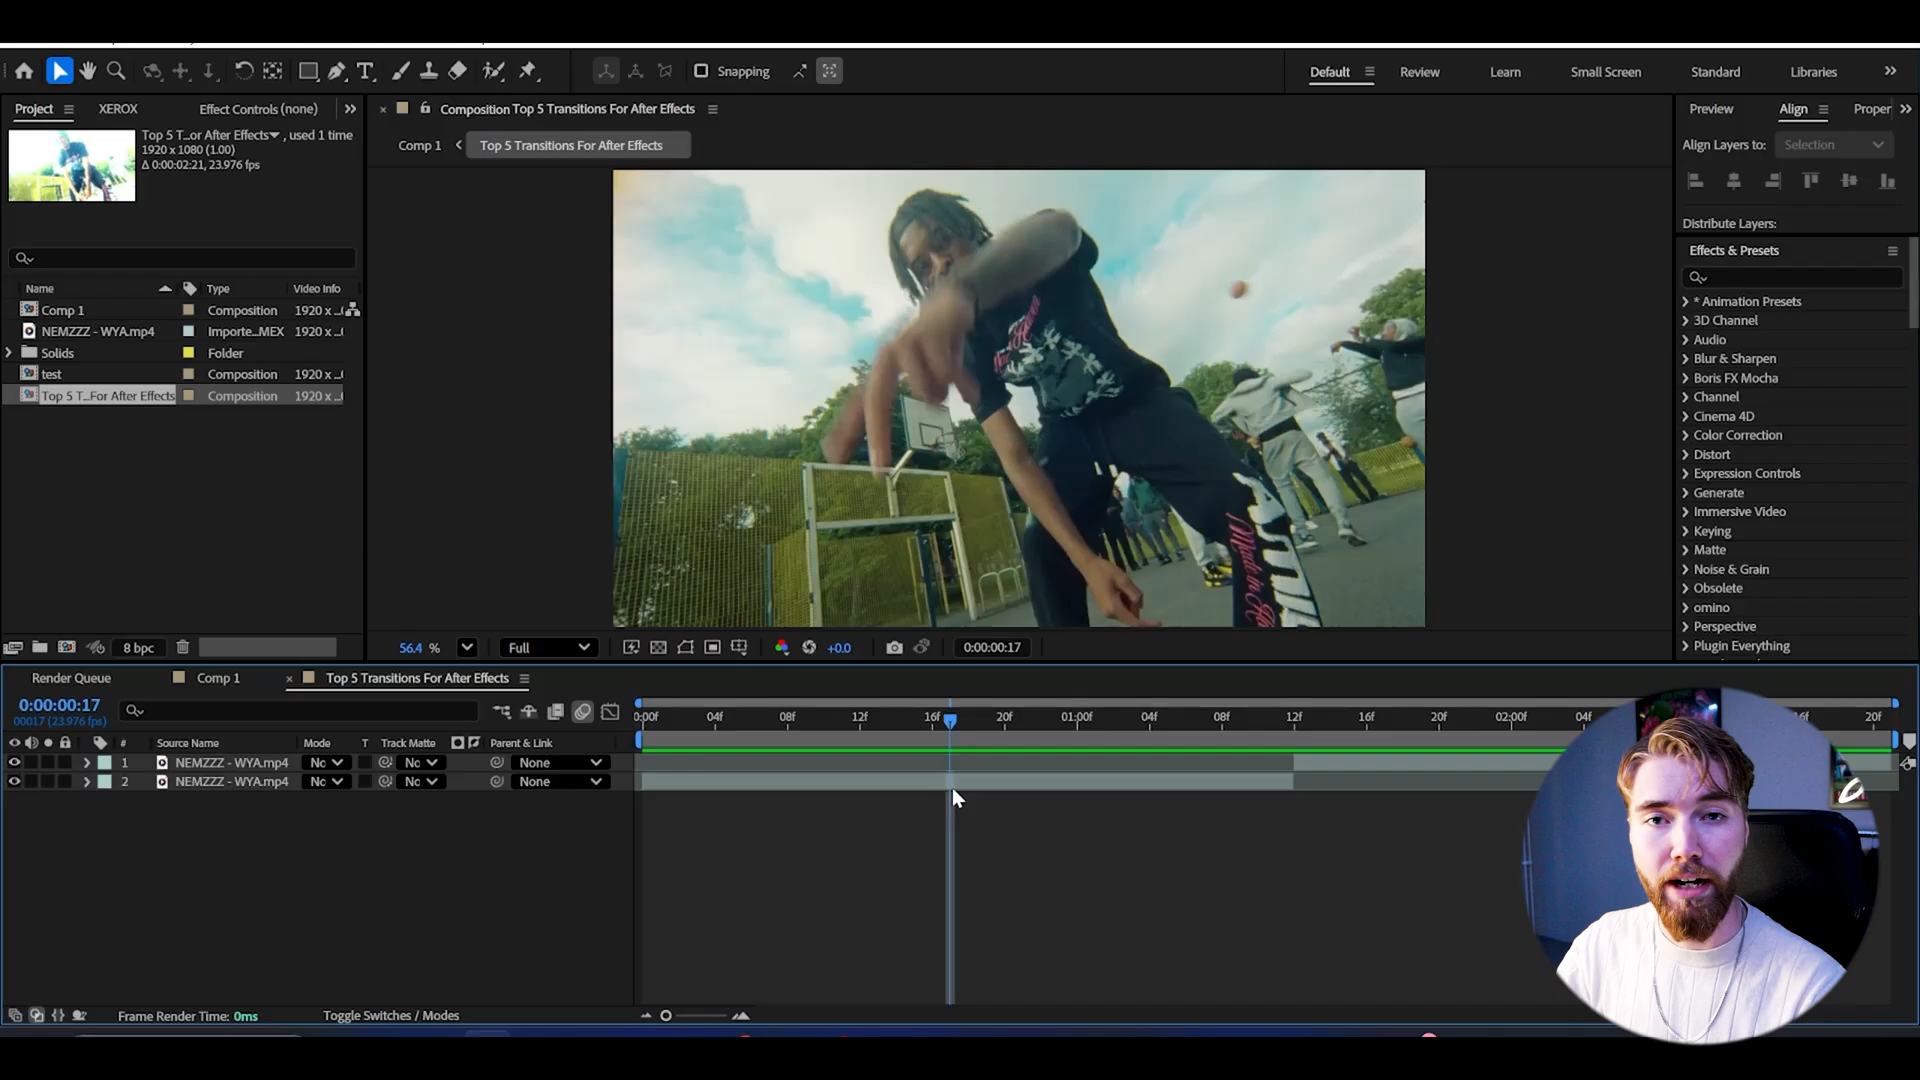 Snapping
Default
Review
Learn
Small Screen
Standard
Libraries
Project
XEROX
Effect Controls (none)
Composition Top 5 Transitions For After Effects
Preview
Align
Proper
Top 5 T...or After Effects , used 1 time
1920 x 1080 (1.00)
Δ 0:00:02:21, 23.976 fps
Comp 1
Top 5 Transitions For After Effects
Align Layers to:
Selection
Distribute Layers:
Effects & Presets
Name
Type
Video Info
Comp 1
Composition
1920 x ...
NEMZZZ - WYA.mp4
Importe...MEX
1920 x ...
Solids
Folder
test
Composition
1920 x ...
Top 5 T...For After Effects
Composition
1920 x ...
* Animation Presets
3D Channel
Audio
Blur & Sharpen
Boris FX Mocha
Channel
Cinema 4D
Color Correction
Distort
Expression Controls
Generate
Immersive Video
Keying
Matte
Noise & Grain
Obsolete
omino
Perspective
Plugin Everything
8 bpc
56.4 %
Full
+0.0
0:00:00:17
Render Queue
Comp 1
Top 5 Transitions For After Effects
0:00:00:17
00017 (23.976 fps)
0:00f
04f
08f
12f
16f
20f
01:00f
04f
08f
12f
16f
20f
02:00f
04f
16f
20f
#
Source Name
Mode
T
Track Matte
Parent & Link
1
NEMZZZ - WYA.mp4
Nc
Nc
None
2
NEMZZZ - WYA.mp4
Nc
Nc
None
Frame Render Time: 0ms
Toggle Switches / Modes